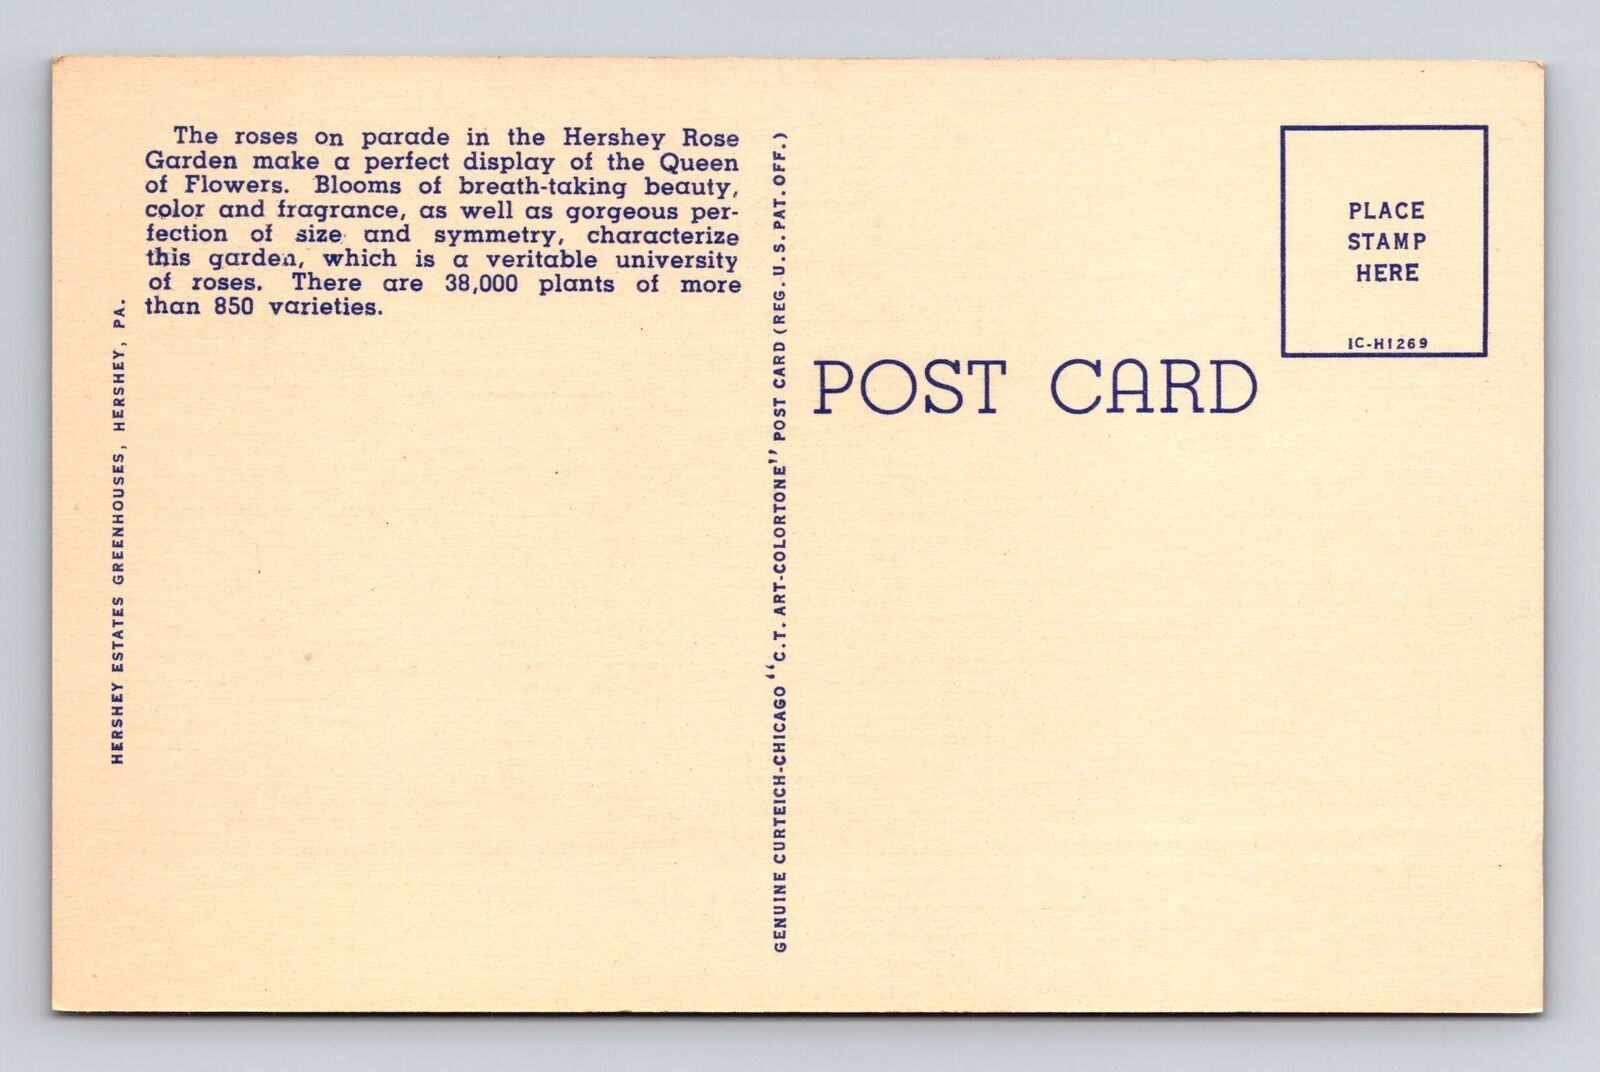 The roses on parade in the Hershey Rose
Garden make a perfect display of the Queen
of Flowers. Blooms of breath-taking beauty,
color and fragrance, as well as gorgeous per-
fection of size and symmetry, characterize
this garden, which is a veritable university
of roses. There are 38,000 plants of more
than 850 varieties.
HERSHEY ESTATES GREENHOUSES, HERSHEY, PA.
GENUINE CURTEICH-CHICAGO "C.T. ART-COLORTONE" POST CARD (REG. U.S. PAT. OFF.)
POST CARD
PLACE
STAMP
HERE
1C-H1269